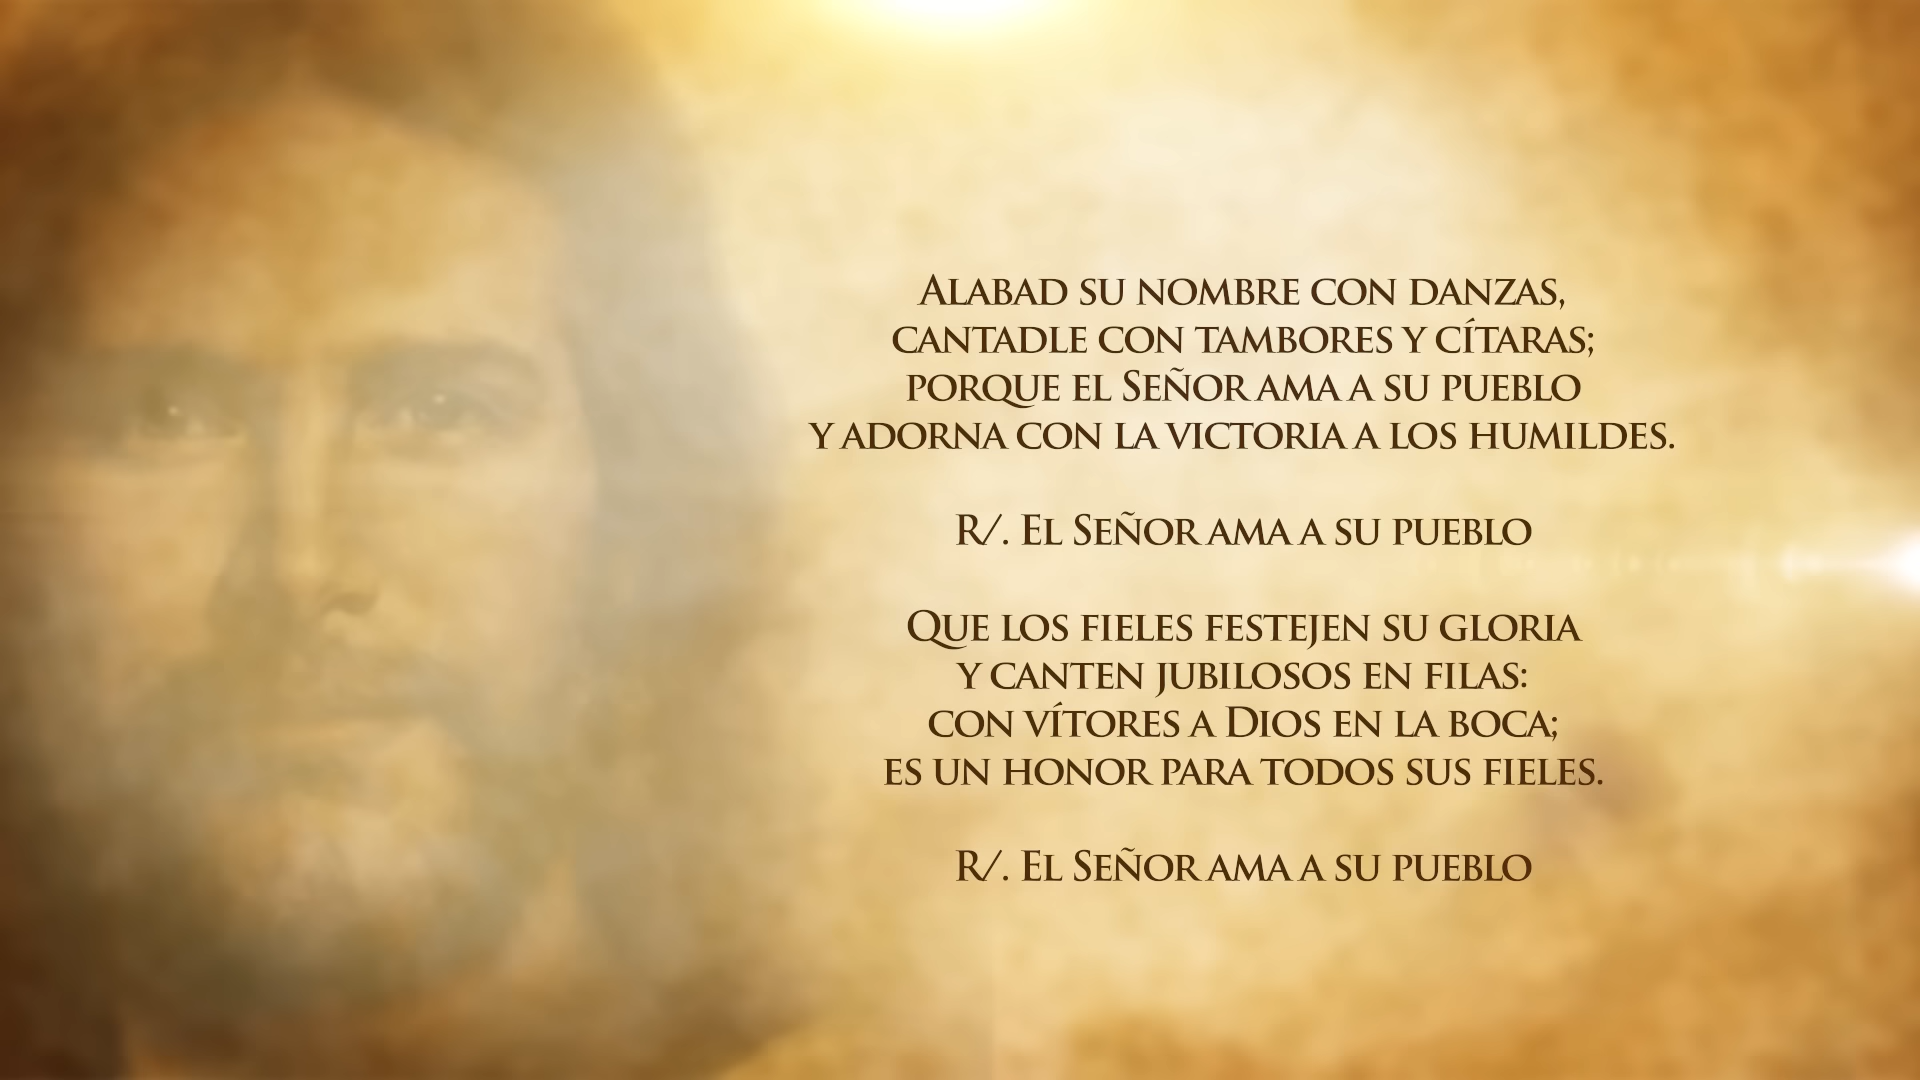 Alabad su nombre con danzas,
cantadle con tambores y cítaras;
porque el Señor ama a su pueblo
y adorna con la victoria a los humildes.
R/. El Señor ama a su pueblo
Que los fieles festejen su gloria
y canten jubilosos en filas:
con vítores a Dios en la boca;
es un honor para todos sus fieles.
R/. El Señor ama a su pueblo